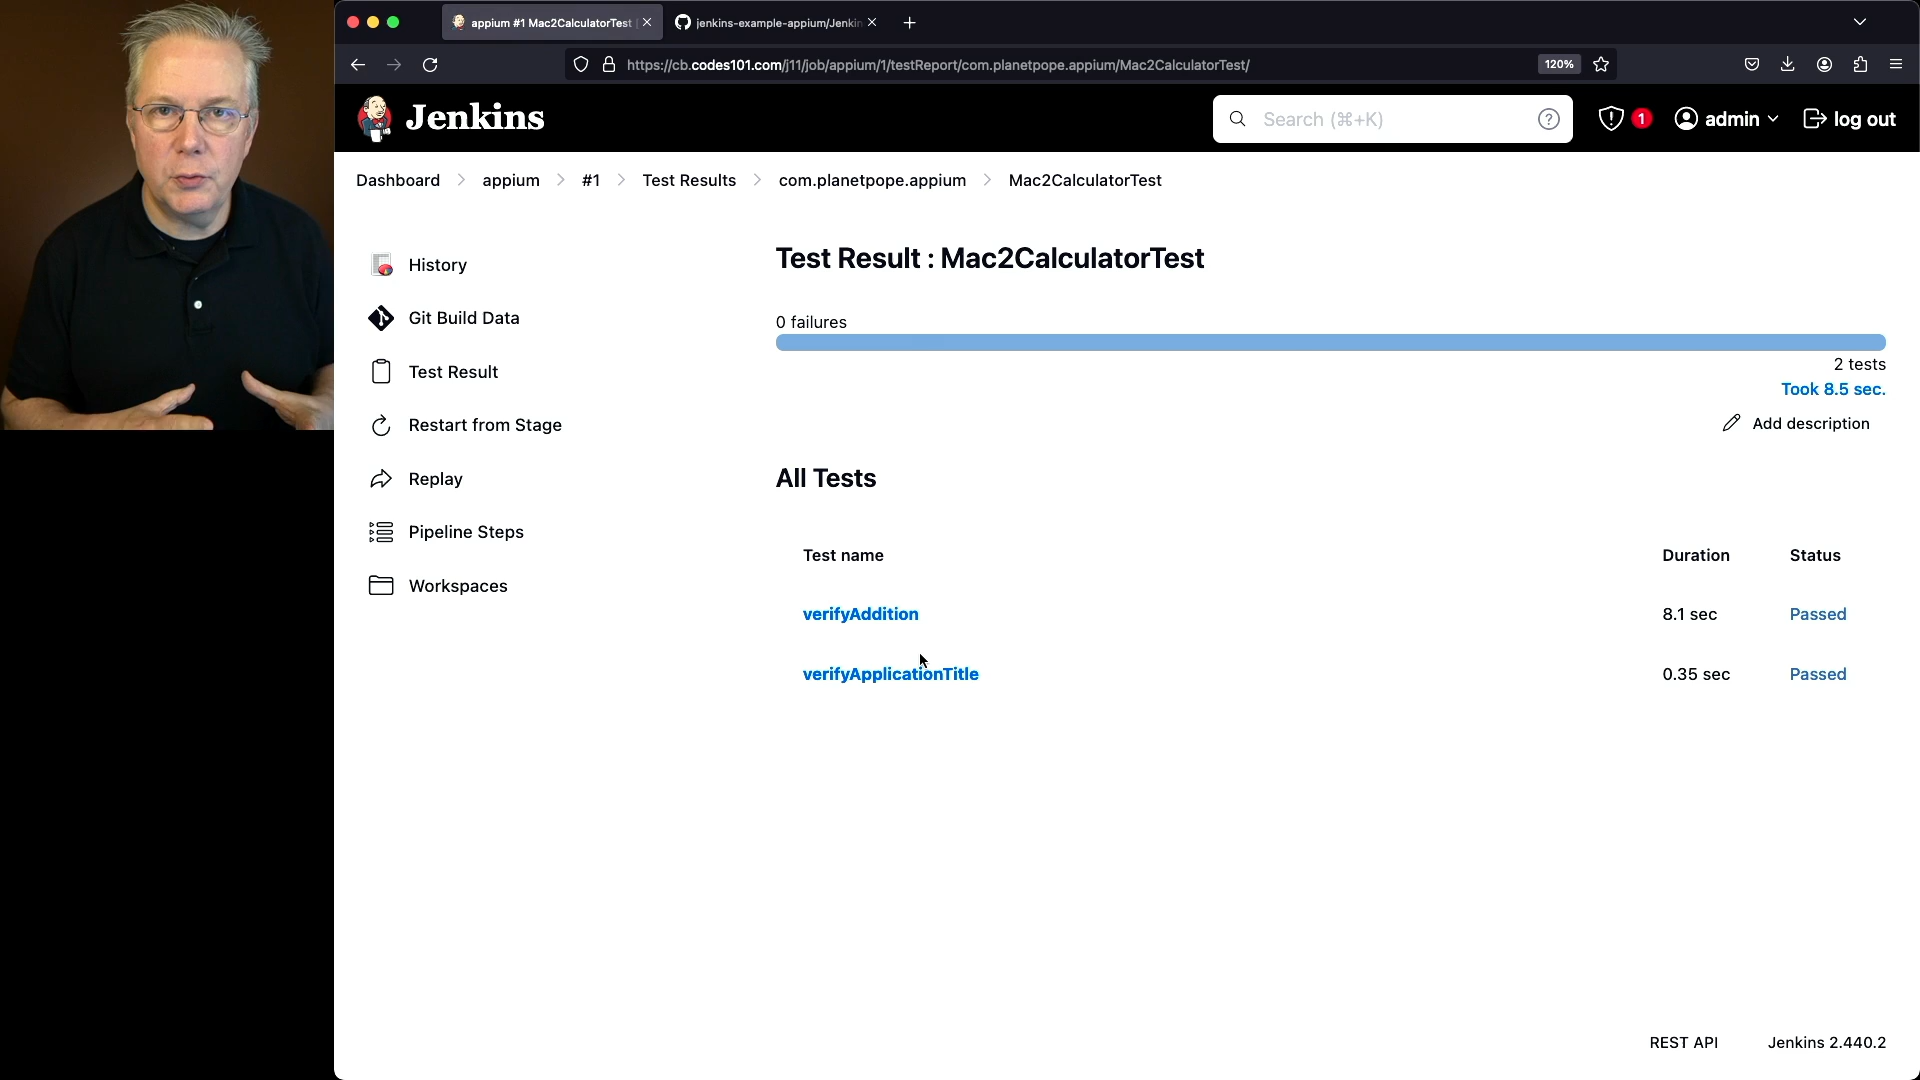 appium #1 Mac2CalculatorTest
jenkins-example-appium/Jenkin
https://cb.codes101.com/j11/job/appium/1/testReport/com.planetpope.appium/Mac2CalculatorTest/
120%
Jenkins
Search (⌘+K)
?
1
admin
log out
Dashboard > appium > #1 > Test Results > com.planetpope.appium > Mac2CalculatorTest
History
Git Build Data
Test Result
Restart from Stage
Replay
Pipeline Steps
Workspaces
Test Result : Mac2CalculatorTest
0 failures
2 tests
Took 8.5 sec.
Add description
All Tests
Test name Duration Status
verifyAddition 8.1 sec Passed
verifyApplicationTitle 0.35 sec Passed
REST API Jenkins 2.440.2